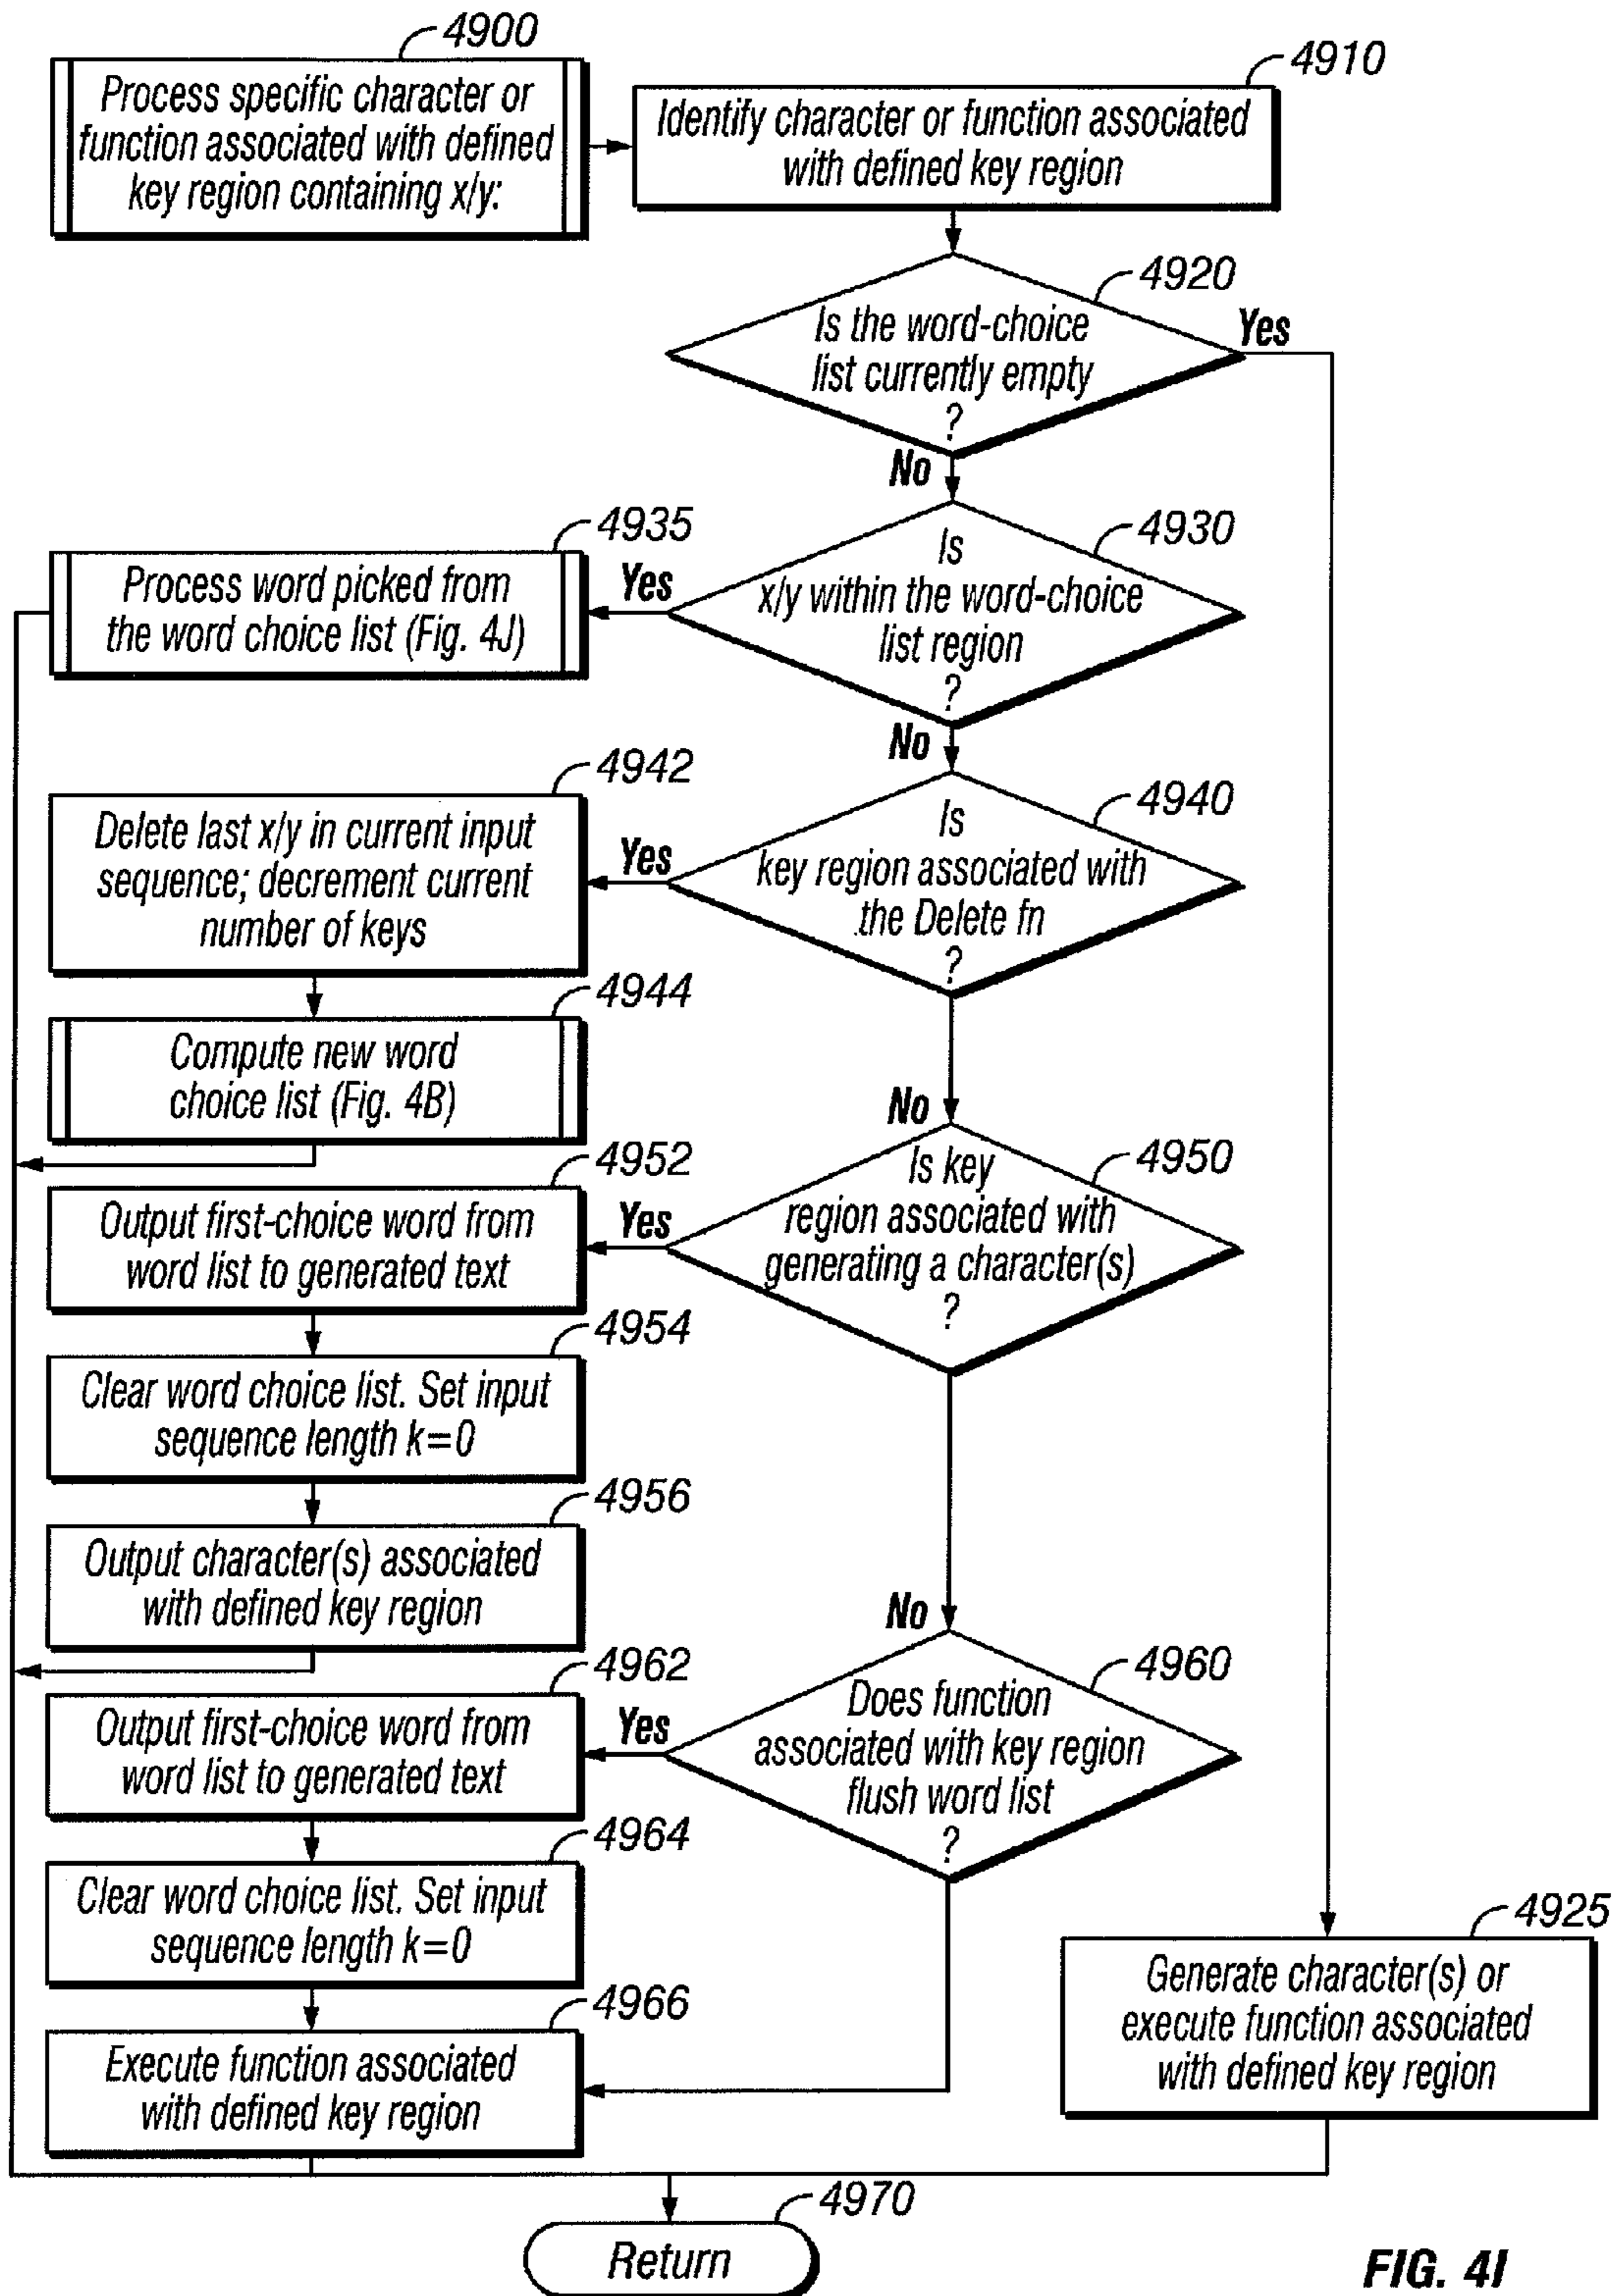 4900
Process specific character or
function associated with defined
key region containing x/y:
4910
Identify character or function associated
with defined key region
4920
Is the word-choice
list currently empty
?
Yes
No
4930
Is
x/y within the word-choice
list region
?
Yes
4935
Process word picked from
the word choice list (Fig. 4J)
No
4940
Is
key region associated with
the Delete fn
?
Yes
4942
Delete last x/y in current input
sequence; decrement current
number of keys
4944
Compute new word
choice list (Fig. 4B)
No
4950
Is key
region associated with
generating a character(s)
?
Yes
4952
Output first-choice word from
word list to generated text
4954
Clear word choice list. Set input
sequence length k=0
4956
Output character(s) associated
with defined key region
No
4960
Does function
associated with key region
flush word list
?
Yes
4962
Output first-choice word from
word list to generated text
4964
Clear word choice list. Set input
sequence length k=0
4966
Execute function associated
with defined key region
4925
Generate character(s) or
execute function associated
with defined key region
4970
Return
FIG. 4I